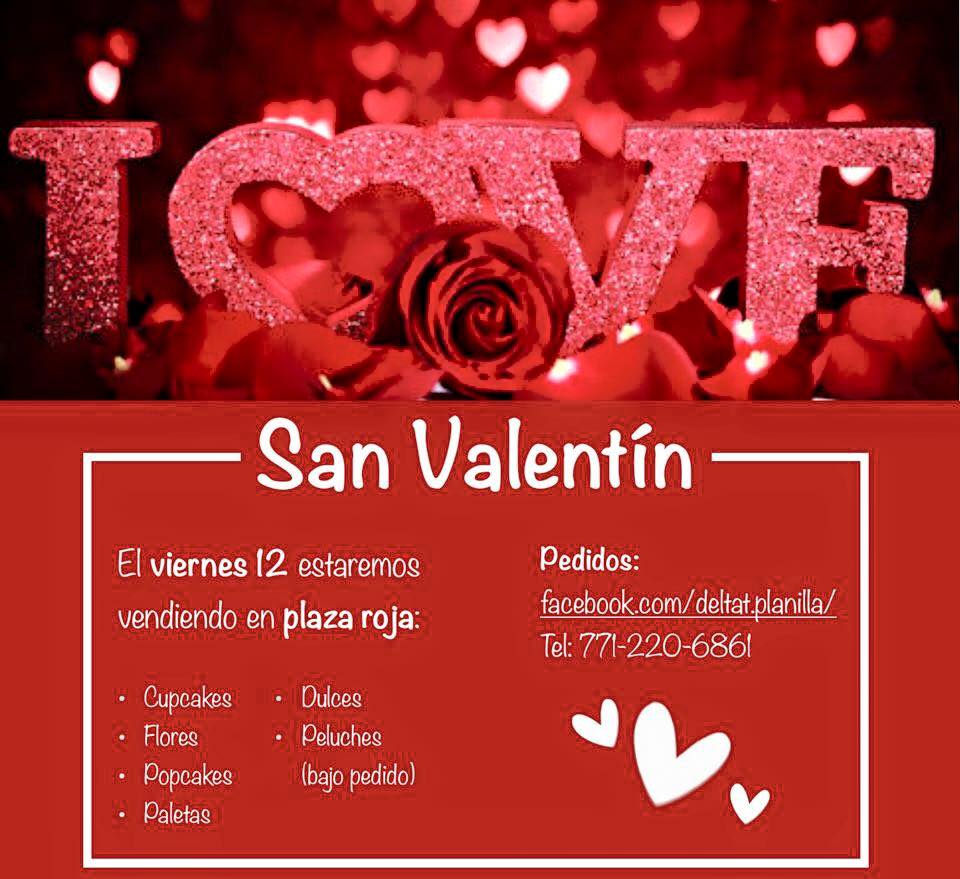 LOVE
San Valentín
El viernes 12 estaremos
vendiendo en plaza roja:
• Cupcakes
• Flores
• Popcakes
• Paletas
• Dulces
• Peluches
(bajo pedido)
Pedidos:
facebook.com/deltat.planilla/
Tel: 771-220-6861